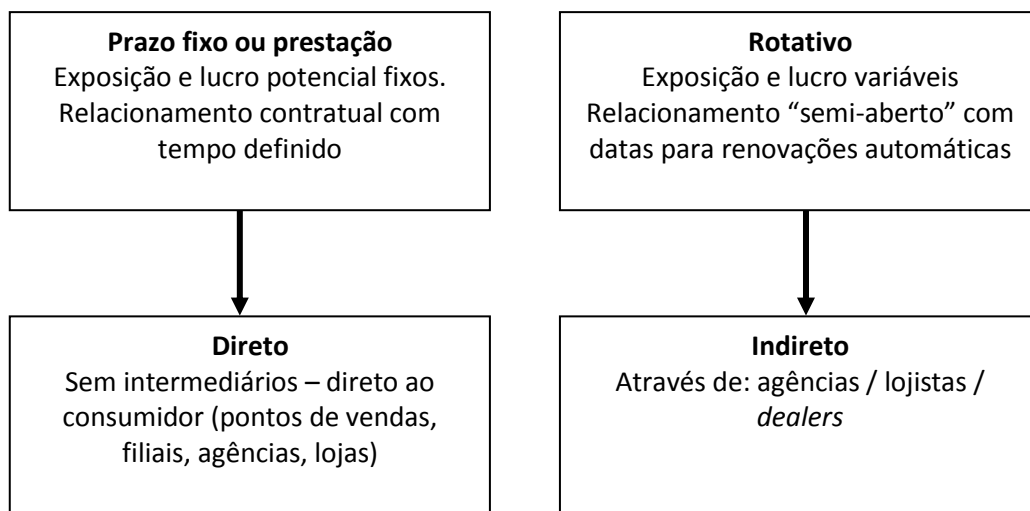 Prazo fixo ou prestação
Exposição e lucro potencial fixos.
Relacionamento contratual com
tempo definido
Rotativo
Exposição e lucro variáveis
Relacionamento “semi-aberto” com
datas para renovações automáticas
Direto
Sem intermediários – direto ao
consumidor (pontos de vendas,
filiais, agências, lojas)
Indireto
Através de: agências / lojistas /
dealers